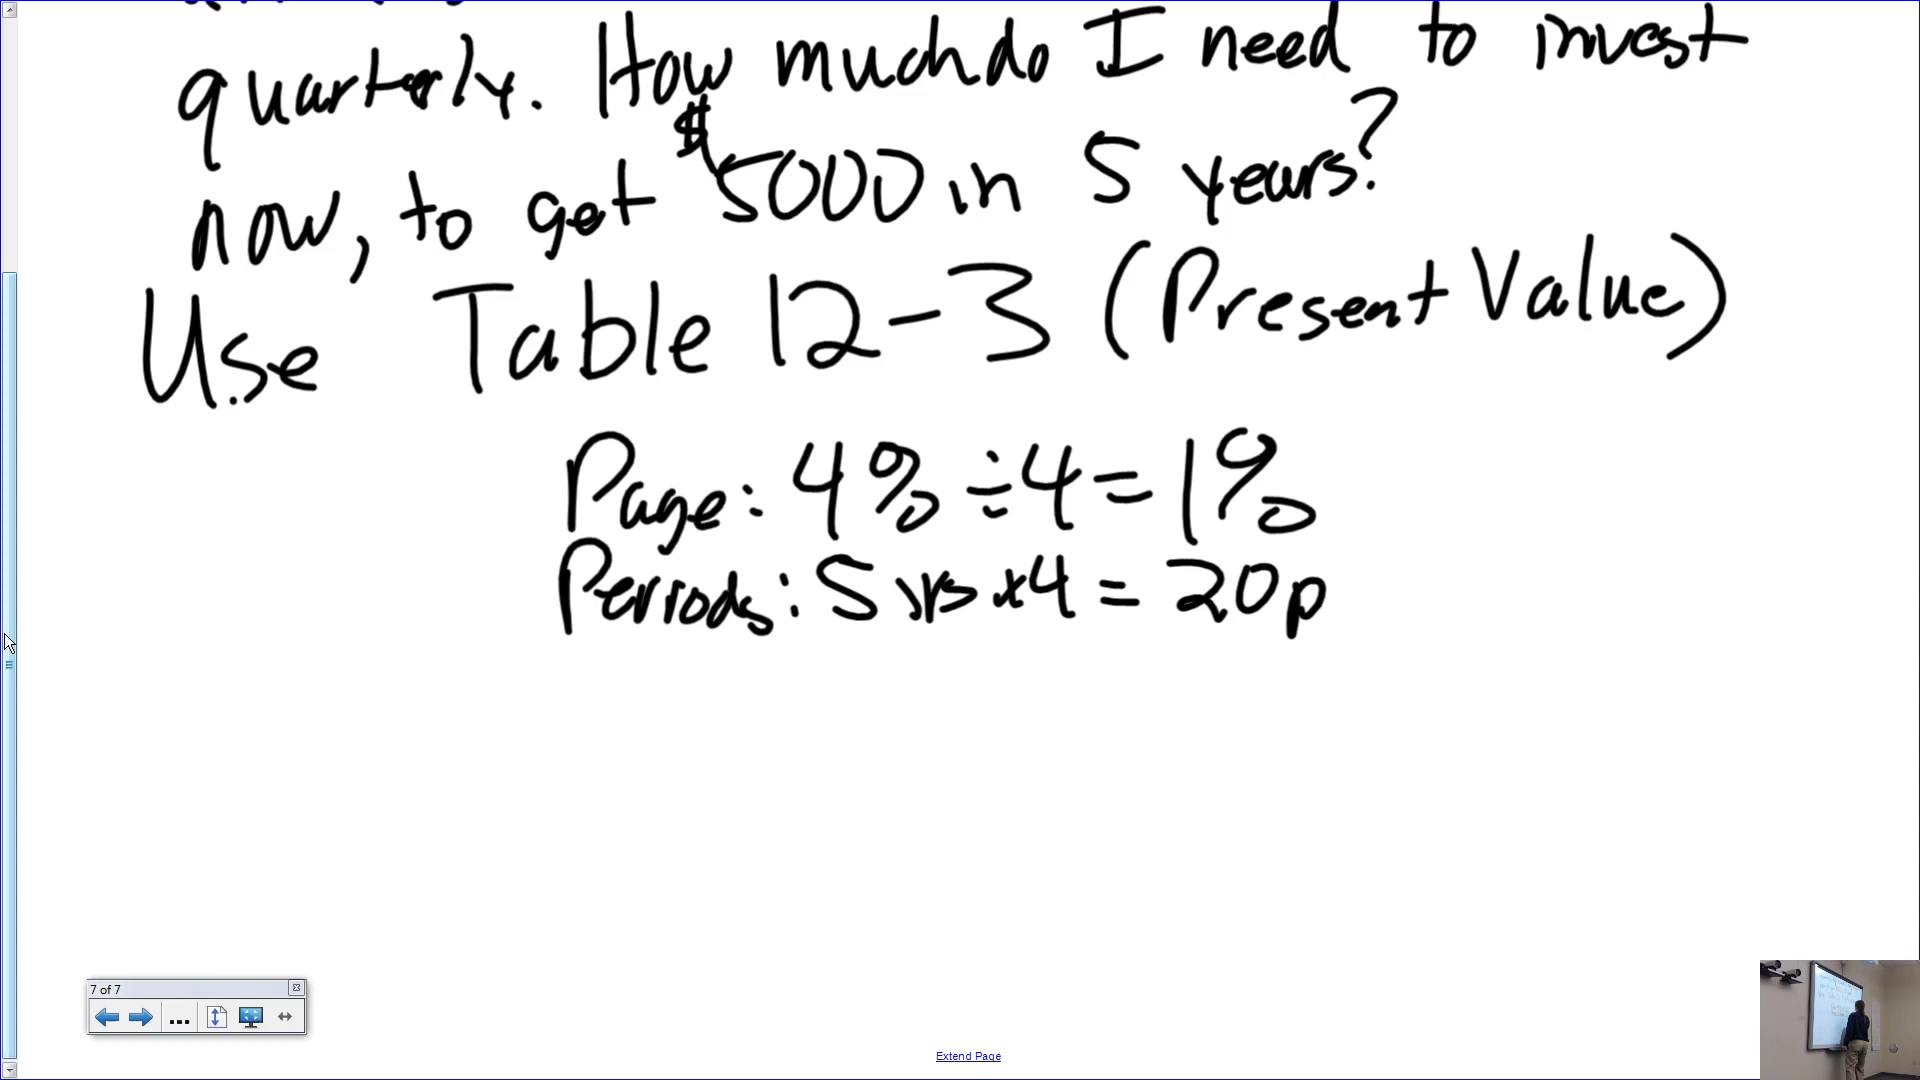 quarterly. How much do I need to invest
now, to get $5000 in 5 years?
Use Table 12-3 (Present Value)
Page: 4% ÷ 4 = 1%
Periods: 5 yrs x 4 = 20p
7 of 7
...
Extend Page